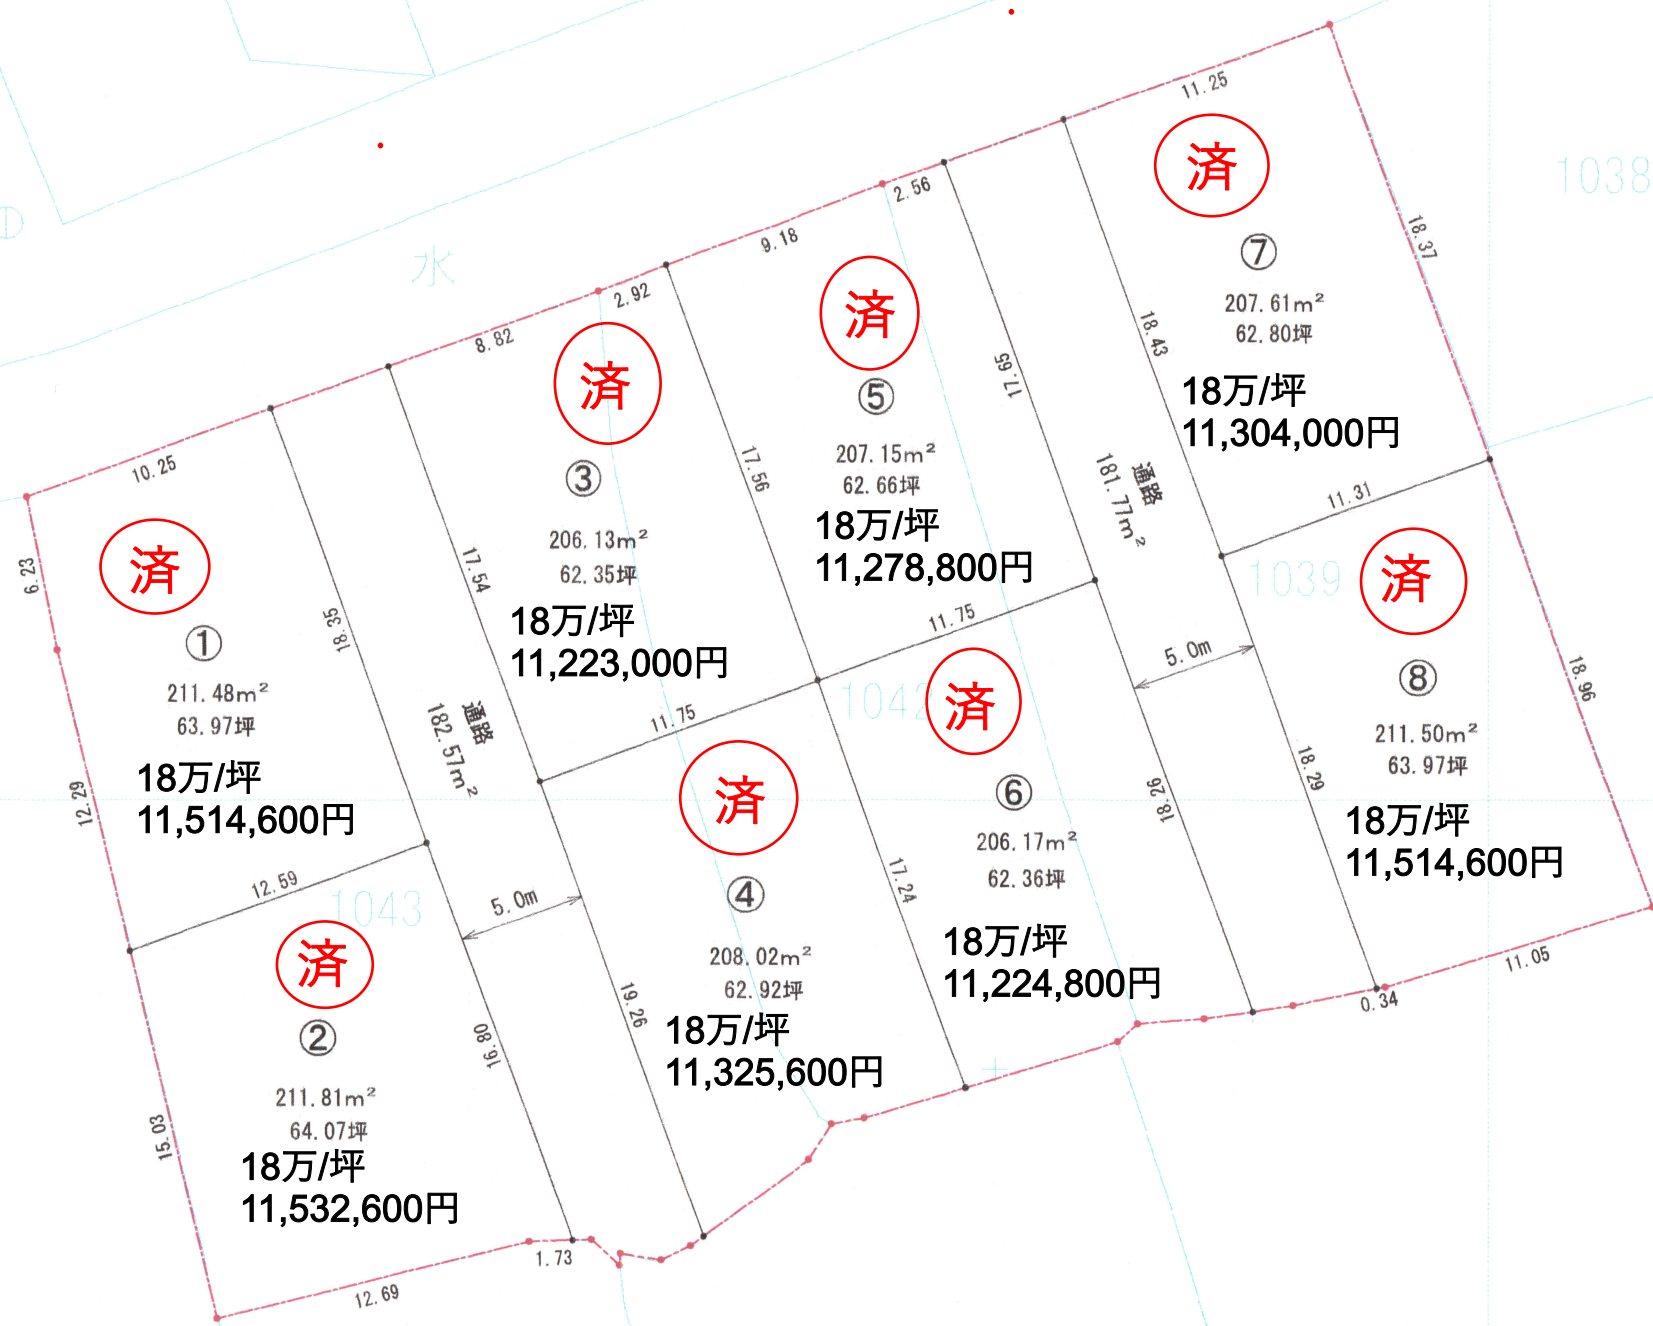 11.25
済
⑦
207.61m²
62.80坪
18万/坪
11,304,000円
18.37
18.43
1038
水
2.56
9.18
済
⑤
207.15m²
62.66坪
18万/坪
11,278,800円
17.65
17.56
通路
181.77m²
2.92
8.82
済
③
206.13m²
62.35坪
18万/坪
11,223,000円
17.54
10.25
6.23
済
①
211.48m²
63.97坪
18万/坪
11,514,600円
18.35
12.29
通路
182.57m²
11.31
1039
済
⑧
211.50m²
63.97坪
18万/坪
11,514,600円
18.96
18.29
5.0m
11.05
0.34
11.75
1042
済
⑥
206.17m²
62.36坪
18万/坪
11,224,800円
18.26
17.24
11.75
済
④
208.02m²
62.92坪
18万/坪
11,325,600円
19.26
5.0m
12.59
1043
済
②
211.81m²
64.07坪
18万/坪
11,532,600円
16.80
15.03
12.69
1.73